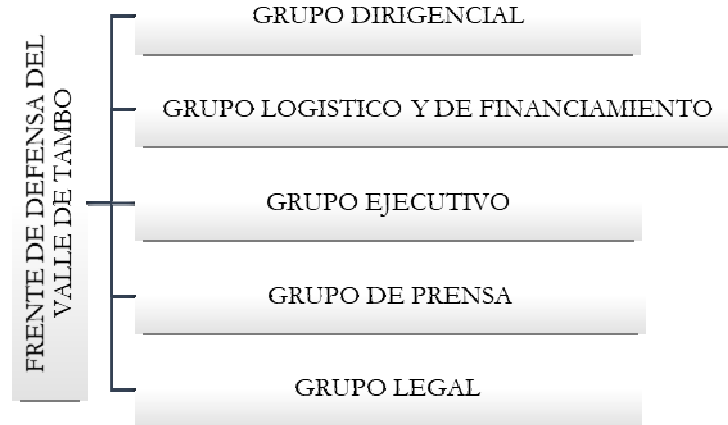 FRENTE DE DEFENSA DEL
VALLE DE TAMBO
GRUPO DIRIGENCIAL
GRUPO LOGISTICO Y DE FINANCIAMIENTO
GRUPO EJECUTIVO
GRUPO DE PRENSA
GRUPO LEGAL